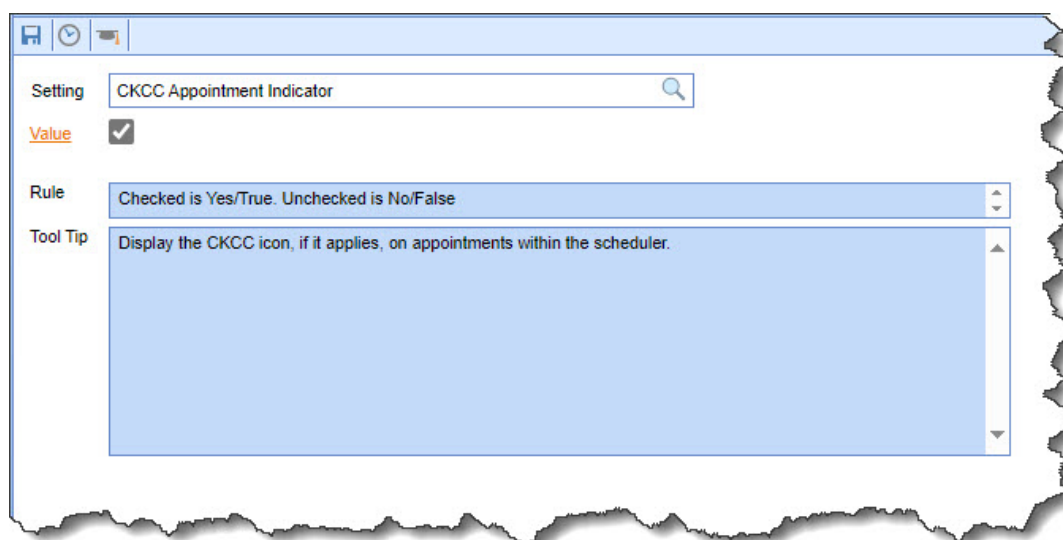 Setting CKCC Appointment Indicator
Value
Rule Checked is Yes/True. Unchecked is No/False
Tool Tip Display the CKCC icon, if it applies, on appointments within the scheduler.